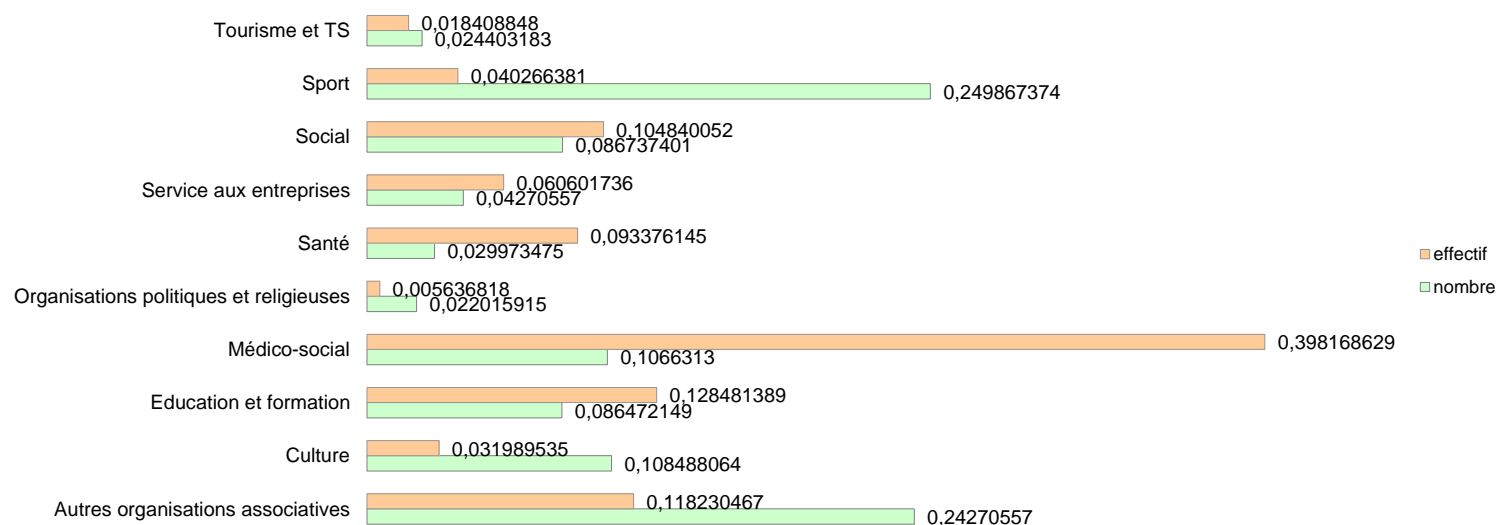 Tourisme et TS
0,018408848
0,024403183
Sport
0,040266381
0,249867374
Social
0,104840052
0,086737401
Service aux entreprises
0,060601736
0,04270557
Santé
0,093376145
0,029973475
effectif
nombre
Organisations politiques et religieuses
0,005636818
0,022015915
Médico-social
0,398168629
0,1066313
Education et formation
0,128481389
0,086472149
Culture
0,031989535
0,108488064
Autres organisations associatives
0,118230467
0,24270557